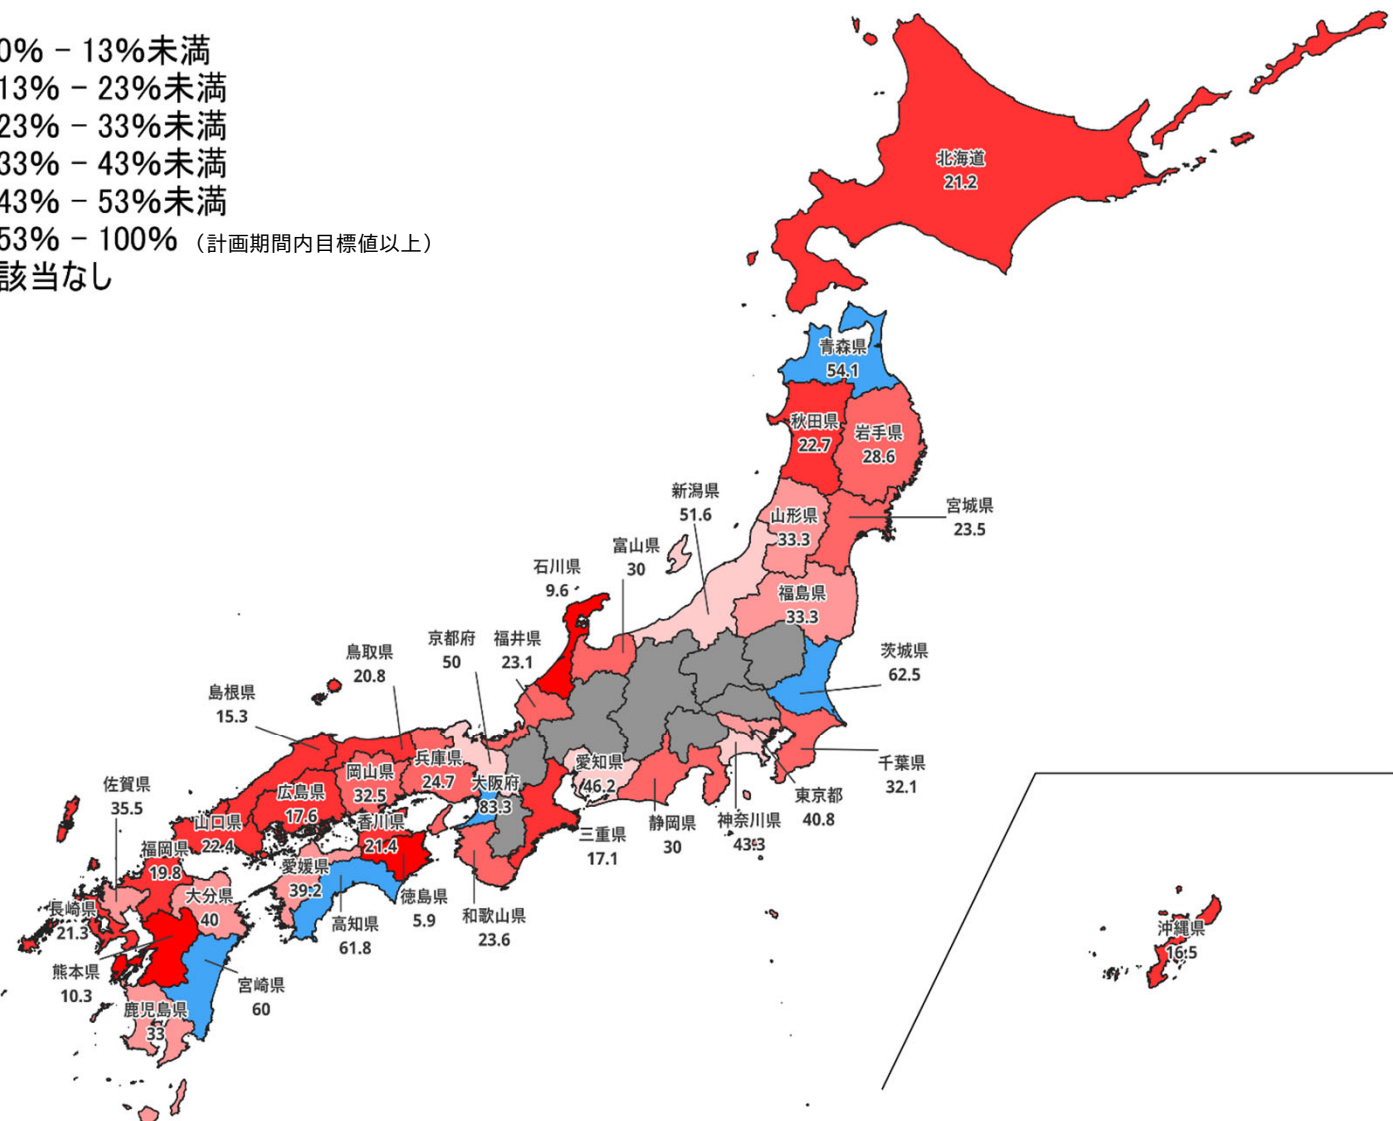 0% - 13%未満
13% - 23%未満
23% - 33%未満
33% - 43%未満
43% - 53%未満
53% - 100% （計画期間内目標値以上）
該当なし
北海道
21.2
青森県
54.1
秋田県
22.7
岩手県
28.6
新潟県
51.6
宮城県
23.5
山形県
33.3
富山県
30
石川県
9.6
福島県
33.3
京都府
50
福井県
23.1
鳥取県
20.8
茨城県
62.5
島根県
15.3
兵庫県
24.7
岡山県
32.5
愛知県
46.2
大阪府
83.3
千葉県
32.1
佐賀県
35.5
広島県
17.6
東京都
40.8
山口県
22.4
香川県
21.4
三重県
17.1
静岡県
30
神奈川県
43.3
福岡県
19.8
愛媛県
39.2
大分県
40
徳島県
5.9
長崎県
21.3
高知県
61.8
和歌山県
23.6
沖縄県
16.5
熊本県
10.3
宮崎県
60
鹿児島県
33